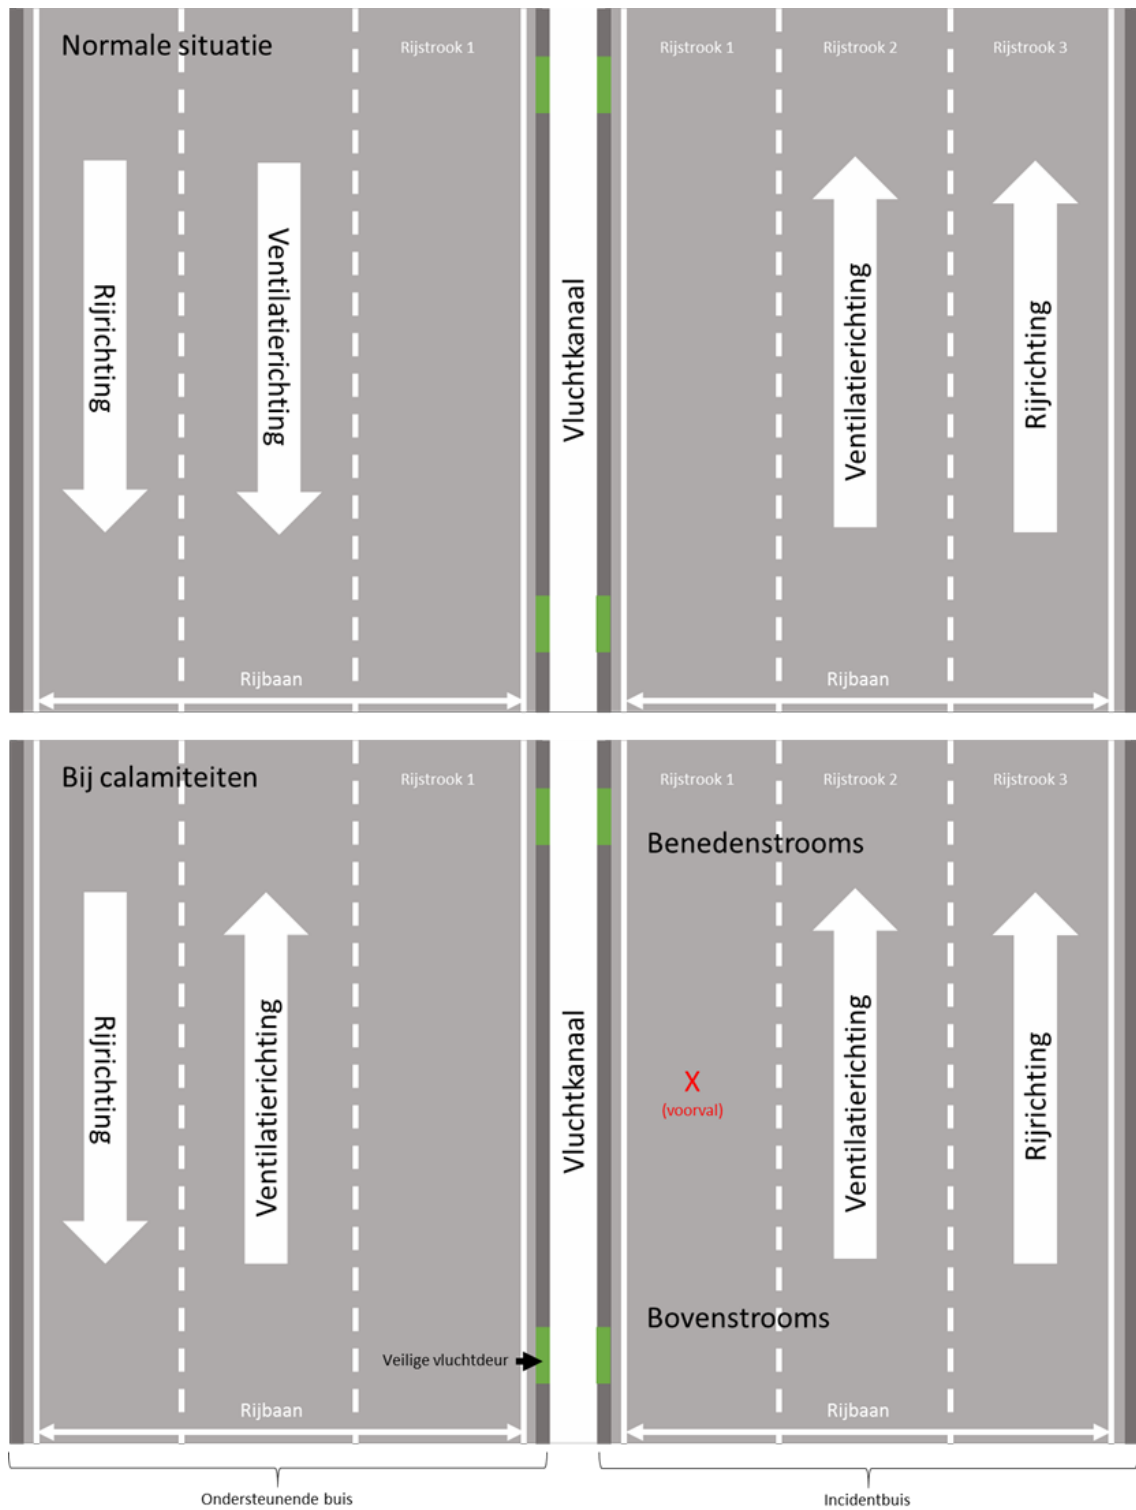 Normale situatie
Rijstrook 1
Rijstrook 1
Rijstrook 2
Rijstrook 3
Rijrichting
Ventilatierichting
Vluchtkanaal
Ventilatierichting
Rijrichting
Rijbaan
Rijbaan
Bij calamiteiten
Rijstrook 1
Rijstrook 1
Rijstrook 2
Rijstrook 3
Benedenstrooms
Rijrichting
Ventilatierichting
Vluchtkanaal
X
(voorval)
Ventilatierichting
Rijrichting
Bovenstrooms
Veilige vluchtdeur
Rijbaan
Rijbaan
Ondersteunende buis
Incidentbuis